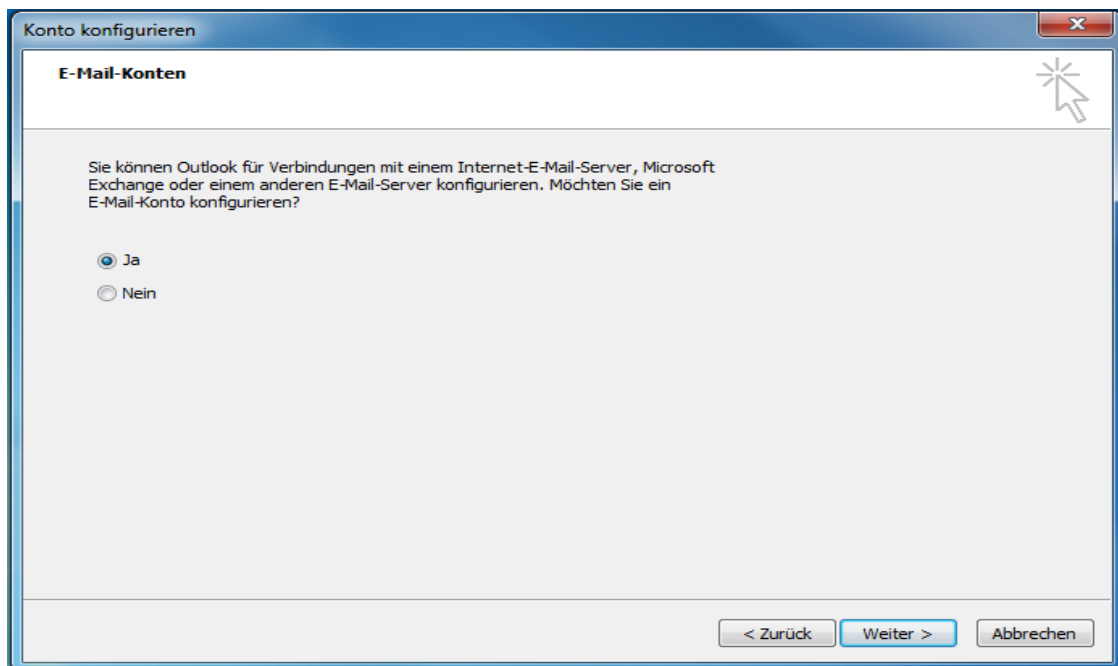 Konto konfigurieren
E-Mail-Konten
Sie können Outlook für Verbindungen mit einem Internet-E-Mail-Server, Microsoft
Exchange oder einem anderen E-Mail-Server konfigurieren. Möchten Sie ein
E-Mail-Konto konfigurieren?
Ja
Nein
< Zurück
Weiter >
Abbrechen